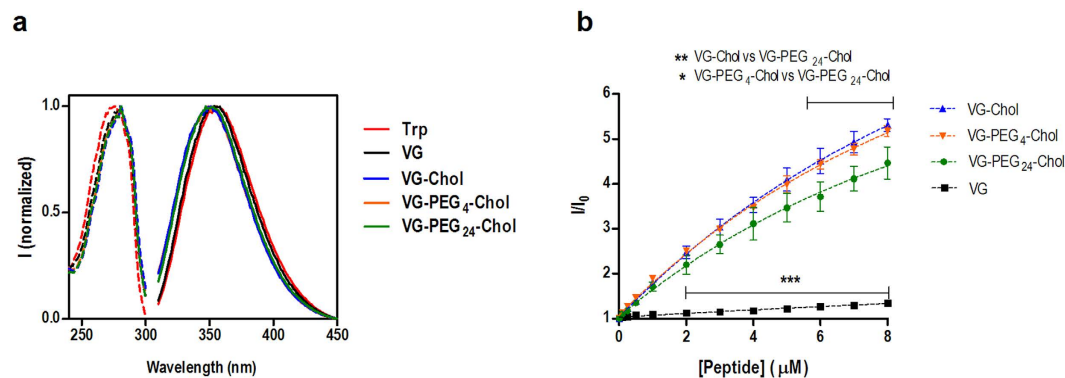 a
I (normalized)
1.0
0.5
0.0
250
300
350
400
450
Wavelength (nm)
Trp
VG
VG-Chol
VG-PEG4-Chol
VG-PEG24-Chol
b
** VG-Chol vs VG-PEG24-Chol
* VG-PEG4-Chol vs VG-PEG24-Chol
I/I0
6
5
4
3
2
1
***
0
2
4
6
8
[Peptide] (μM)
VG-Chol
VG-PEG4-Chol
VG-PEG24-Chol
VG